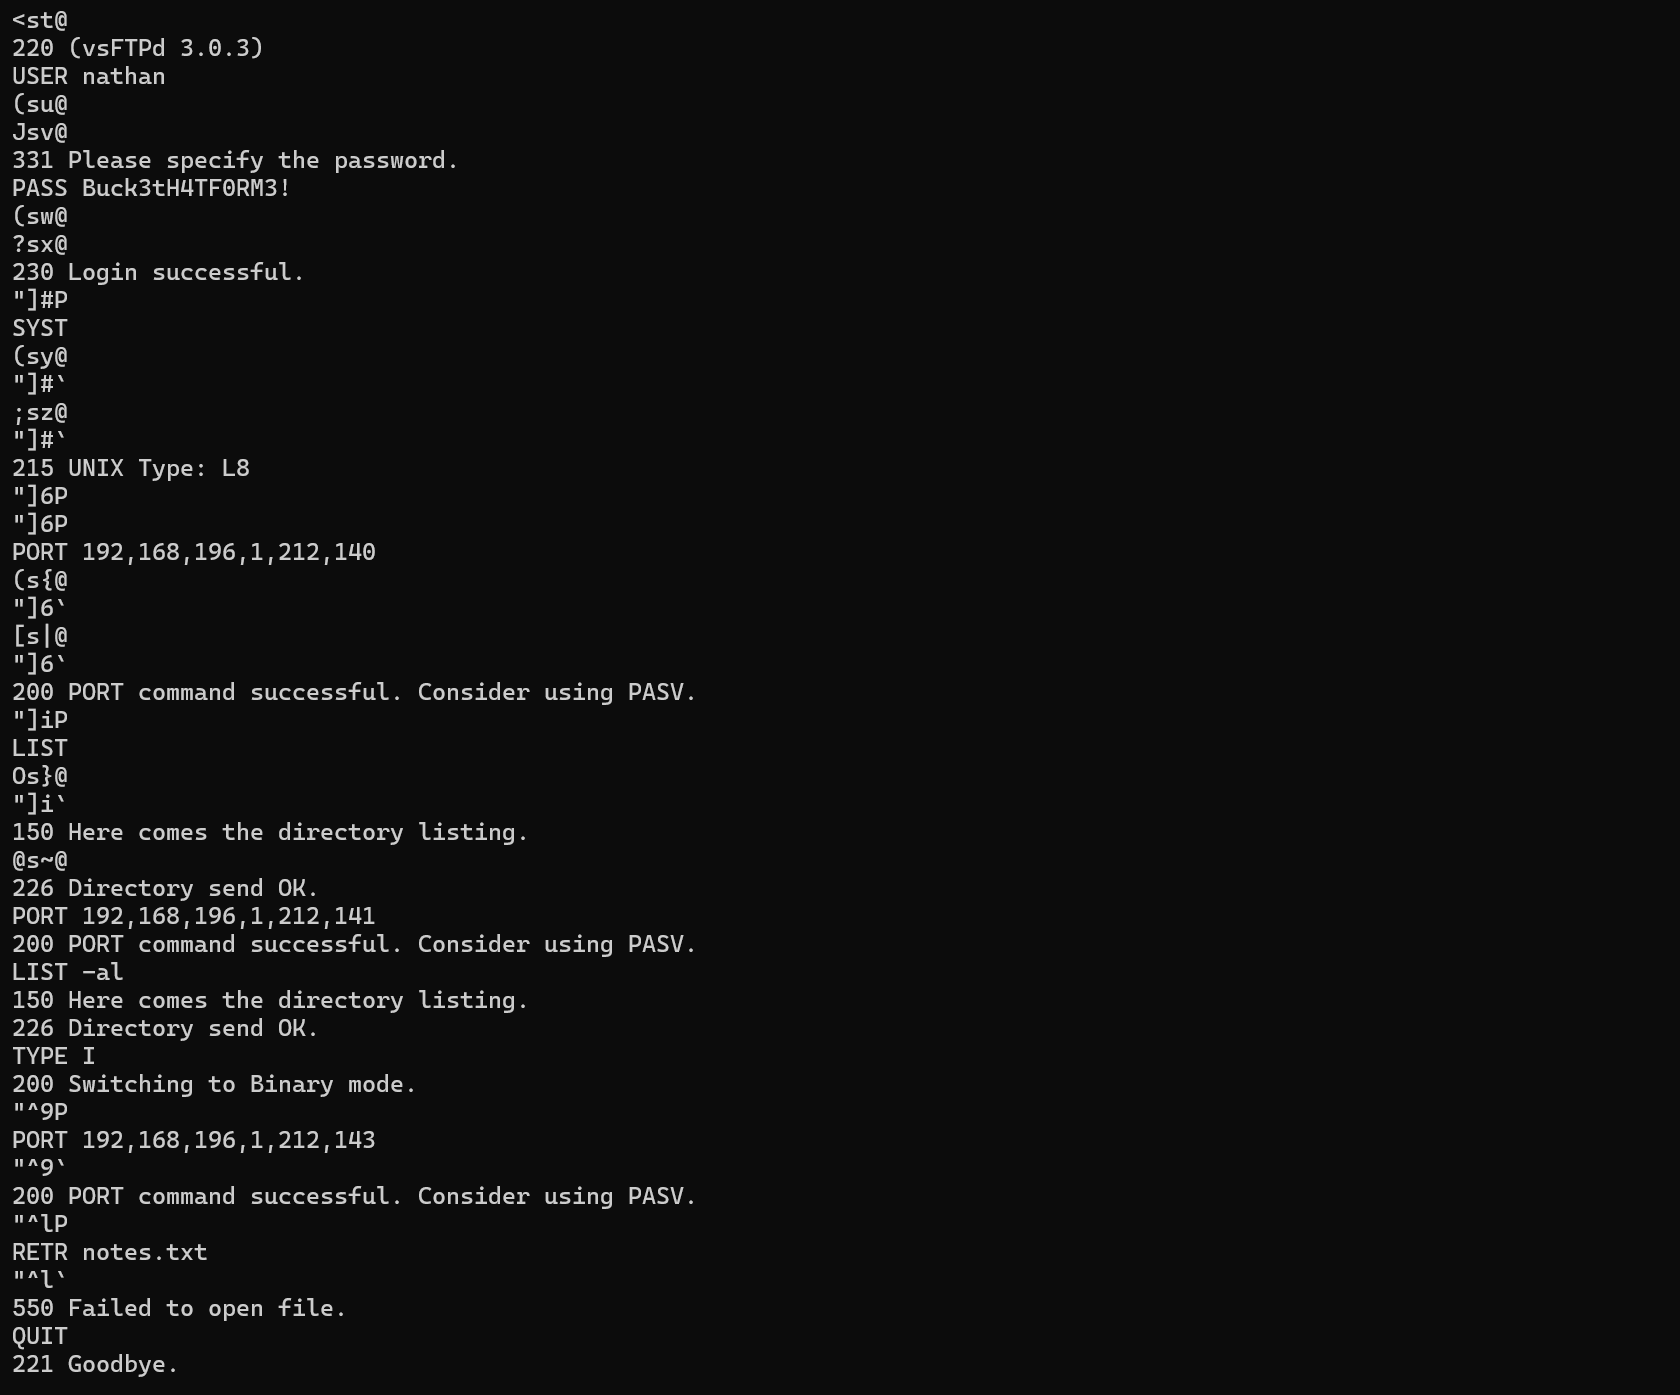 <st@
220 (vsFTPd 3.0.3)
USER nathan
(su@
Jsv@
331 Please specify the password.
PASS Buck3tH4TF0RM3!
(sw@
?sx@
230 Login successful.
"]#P
SYST
(sy@
"]#`
;sz@
"]#`
215 UNIX Type: L8
"]6P
"]6P
PORT 192,168,196,1,212,140
(s{@
"]6`
[s|@
"]6`
200 PORT command successful. Consider using PASV.
"]iP
LIST
Os}@
"]i`
150 Here comes the directory listing.
@s~@
226 Directory send OK.
PORT 192,168,196,1,212,141
200 PORT command successful. Consider using PASV.
LIST -al
150 Here comes the directory listing.
226 Directory send OK.
TYPE I
200 Switching to Binary mode.
"^9P
PORT 192,168,196,1,212,143
"^9`
200 PORT command successful. Consider using PASV.
"^lP
RETR notes.txt
"^l`
550 Failed to open file.
QUIT
221 Goodbye.